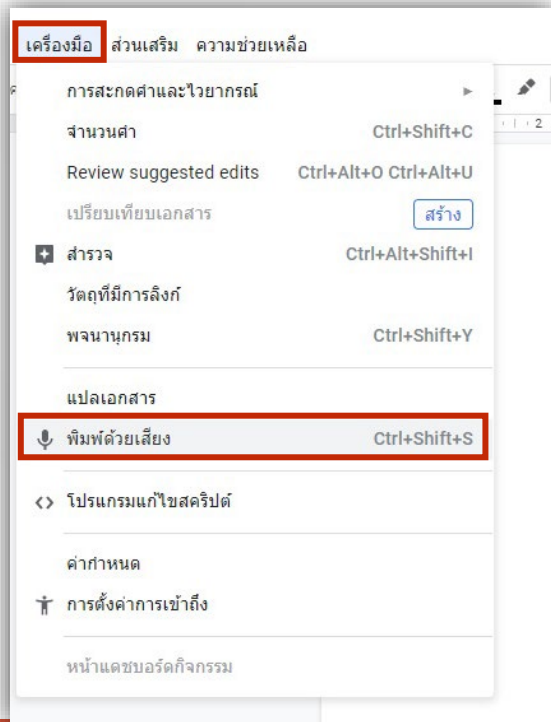 เครื่องมือ ส่วนเสริม ความช่วยเหลือ
การสะกดคำและไวยากรณ์
จำนวนคำ Ctrl+Shift+C
Review suggested edits Ctrl+Alt+O Ctrl+Alt+U
เปรียบเทียบเอกสาร สร้าง
สำรวจ Ctrl+Alt+Shift+I
วัตถุที่มีการลิงก์
พจนานุกรม Ctrl+Shift+Y
แปลเอกสาร
พิมพ์ด้วยเสียง Ctrl+Shift+S
โปรแกรมแก้ไขสคริปต์
ค่ากำหนด
การตั้งค่าการเข้าถึง
หน้าแดชบอร์ดกิจกรรม
2